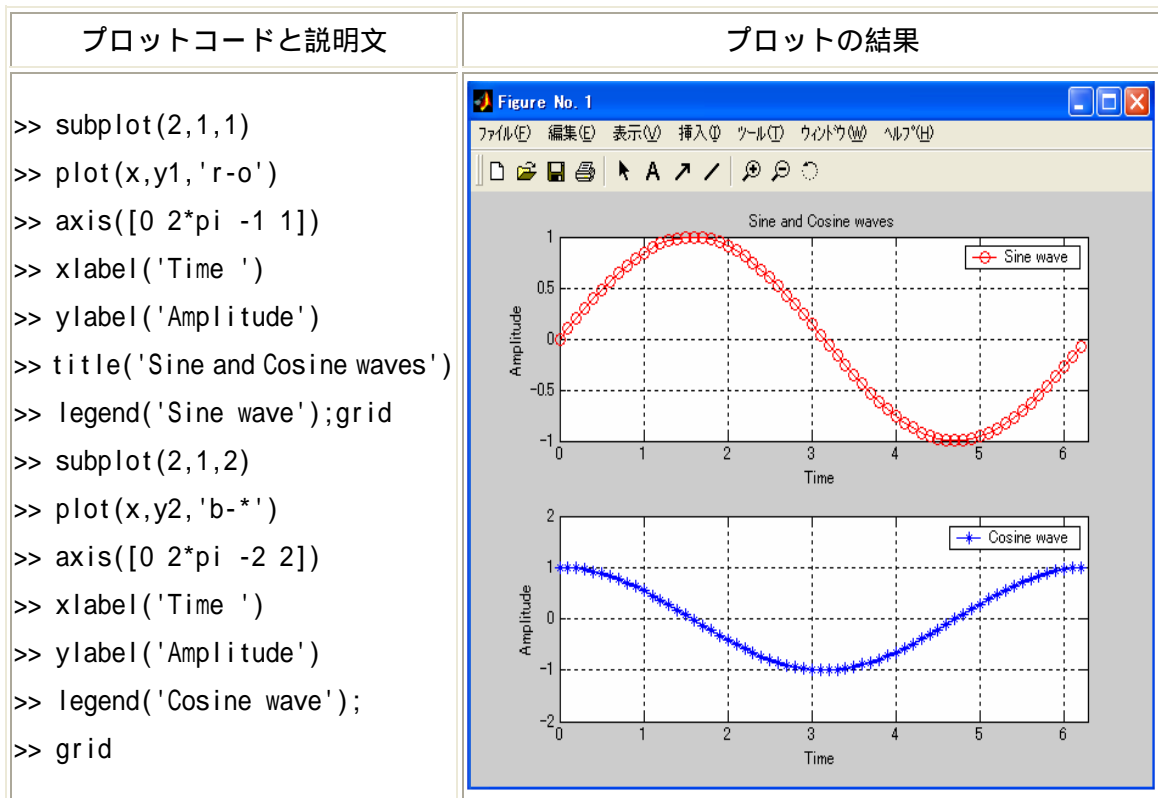 プロットコードと説明文
プロットの結果
>> subplot(2,1,1)
>> plot(x,y1,'r-o')
>> axis([0 2*pi -1 1])
>> xlabel('Time ')
>> ylabel('Amplitude')
>> title('Sine and Cosine waves')
>> legend('Sine wave');grid
>> subplot(2,1,2)
>> plot(x,y2,'b-*')
>> axis([0 2*pi -2 2])
>> xlabel('Time ')
>> ylabel('Amplitude')
>> legend('Cosine wave');
>> grid
Figure No. 1
ファイル(F) 編集(E) 表示(V) 挿入(I) ツール(T) ウィンドウ(W) ヘルプ(H)
Sine and Cosine waves
Sine wave
Amplitude
1
0.5
0
-0.5
-1
0 1 2 3 4 5 6
Time
Cosine wave
Amplitude
2
1
0
-1
-2
0 1 2 3 4 5 6
Time